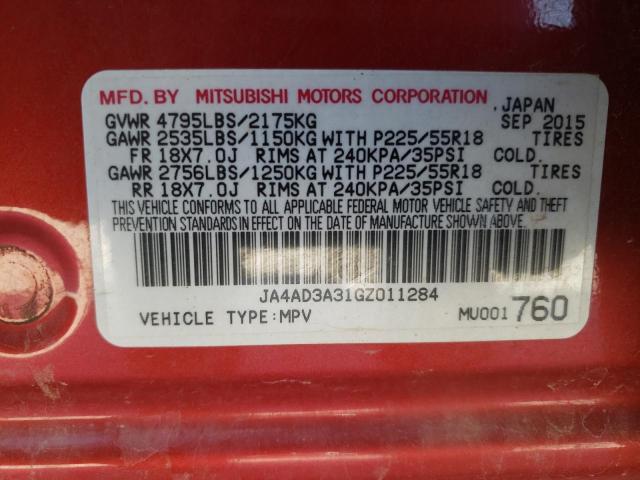 MFD. BY MITSUBISHI MOTORS CORPORATION, JAPAN
GVWR 4795LBS/2175KG SEP 2015
GAWR 2535LBS/1150KG WITH P225/55R18 TIRES
FR 18X7.0J RIMS AT 240KPA/35PSI COLD.
GAWR 2756LBS/1250KG WITH P225/55R18 TIRES
RR 18X7.0J RIMS AT 240KPA/35PSI COLD.
THIS VEHICLE CONFORMS TO ALL APPLICABLE FEDERAL MOTOR VEHICLE SAFETY AND THEFT
PREVENTION STANDARDS IN EFFECT ON THE DATE OF MANUFACTURE SHOWN ABOVE.
JA4AD3A31GZ011284
VEHICLE TYPE:MPV MU001 760